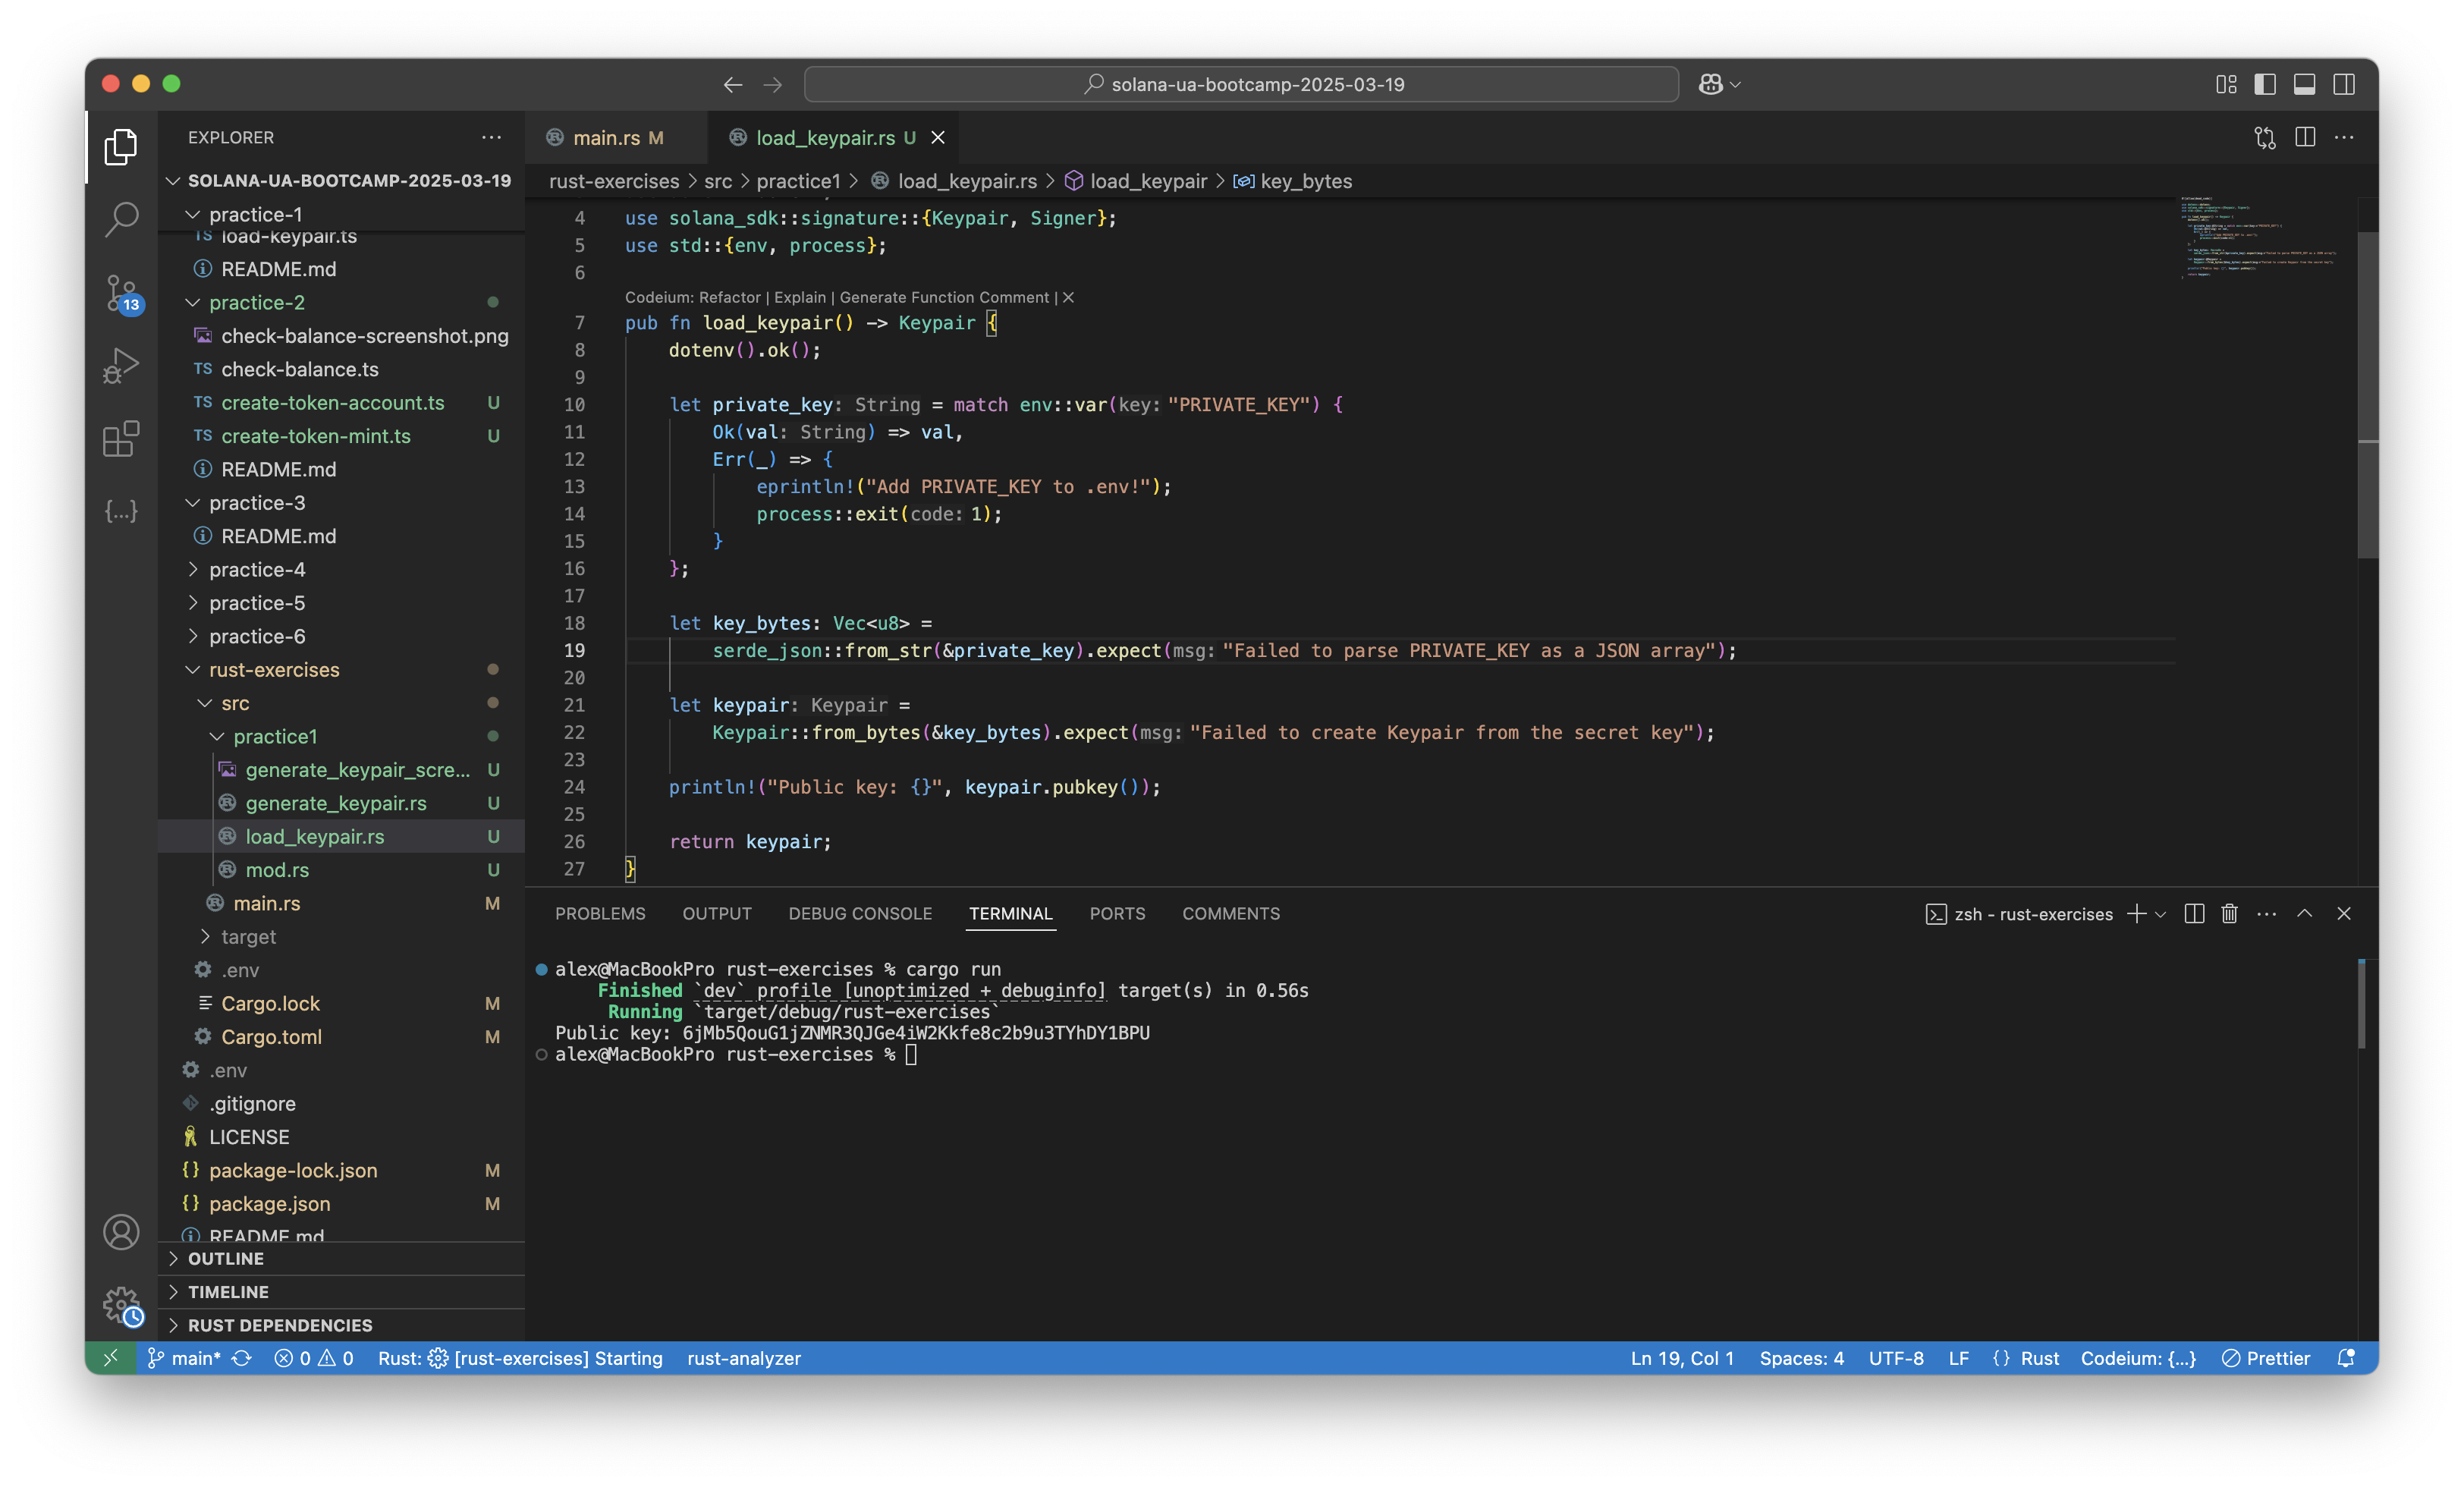 solana-ua-bootcamp-2025-03-19
EXPLORER
SOLANA-UA-BOOTCAMP-2025-03-19
practice-1
TS load-keypair.ts
README.md
practice-2
check-balance-screenshot.png
TS check-balance.ts
TS create-token-account.ts U
TS create-token-mint.ts U
README.md
practice-3
README.md
practice-4
practice-5
practice-6
rust-exercises
src
practice1
generate_keypair_scre... U
generate_keypair.rs U
load_keypair.rs U
mod.rs U
main.rs M
target
.env
Cargo.lock M
Cargo.toml M
.env
.gitignore
LICENSE
package-lock.json M
package.json M
README.md
OUTLINE
TIMELINE
RUST DEPENDENCIES
13
main.rs M load_keypair.rs U
rust-exercises > src > practice1 > load_keypair.rs > load_keypair > key_bytes
4 use solana_sdk::signature::{Keypair, Signer};
5 use std::{env, process};
6
Codeium: Refactor | Explain | Generate Function Comment | X
7 pub fn load_keypair() -> Keypair {
8 dotenv().ok();
9
10 let private_key: String = match env::var(key: "PRIVATE_KEY") {
11 Ok(val: String) => val,
12 Err(_) => {
13 eprintln!("Add PRIVATE_KEY to .env!");
14 process::exit(code: 1);
15 }
16 };
17
18 let key_bytes: Vec<u8> =
19 serde_json::from_str(&private_key).expect(msg: "Failed to parse PRIVATE_KEY as a JSON array");
20
21 let keypair: Keypair =
22 Keypair::from_bytes(&key_bytes).expect(msg: "Failed to create Keypair from the secret key");
23
24 println!("Public key: {}", keypair.pubkey());
25
26 return keypair;
27 }
PROBLEMS OUTPUT DEBUG CONSOLE TERMINAL PORTS COMMENTS
zsh - rust-exercises
alex@MacBookPro rust-exercises % cargo run
Finished `dev` profile [unoptimized + debuginfo] target(s) in 0.56s
Running `target/debug/rust-exercises`
Public key: 6jMb5QouG1jZNMR3QJGe4iW2Kkfe8c2b9u3TYhDY1BPU
alex@MacBookPro rust-exercises %
main* 0 0 Rust: [rust-exercises] Starting rust-analyzer
Ln 19, Col 1 Spaces: 4 UTF-8 LF {} Rust Codeium: {...} Prettier